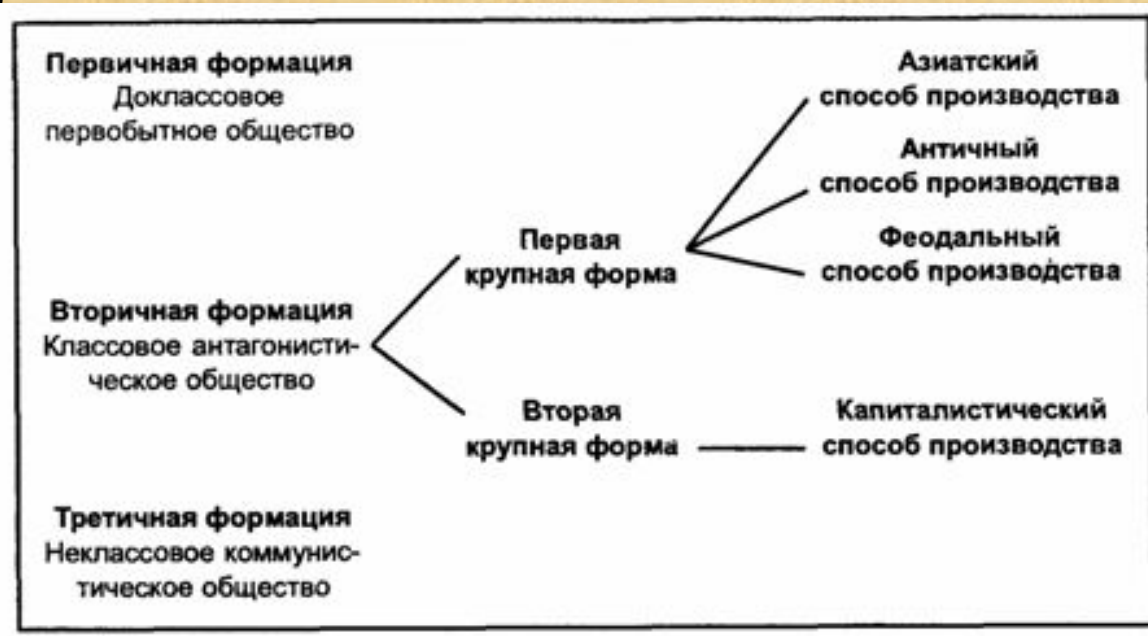 Первичная формация
Доклассовое
первобытное общество
Азиатский
способ производства
Античный
способ производства
Первая
крупная форма
Феодальный
способ производства
Вторичная формация
Классовое антагонисти-
ческое общество
Вторая
крупная форма
Капиталистический
способ производства
Третичная формация
Неклассовое коммунис-
тическое общество